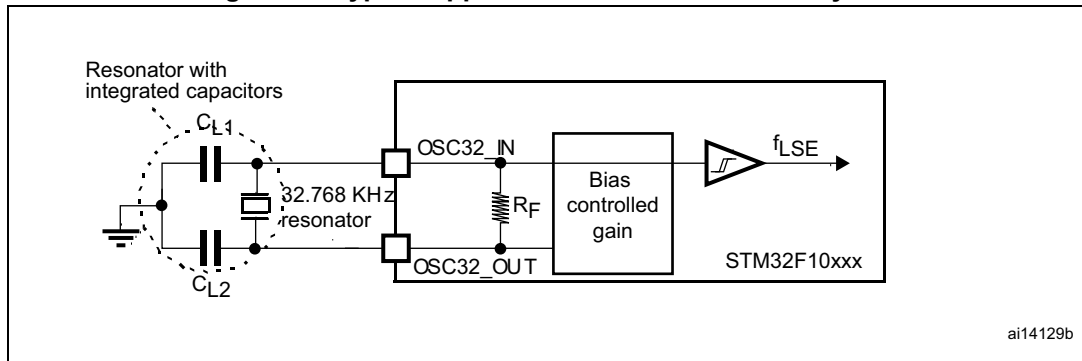 Resonator with
integrated capacitors
CL1
OSC32_IN
fLSE
32.768 KHz
resonator
RF
Bias
controlled
gain
OSC32_OUT
STM32F10xxx
CL2
ai14129b